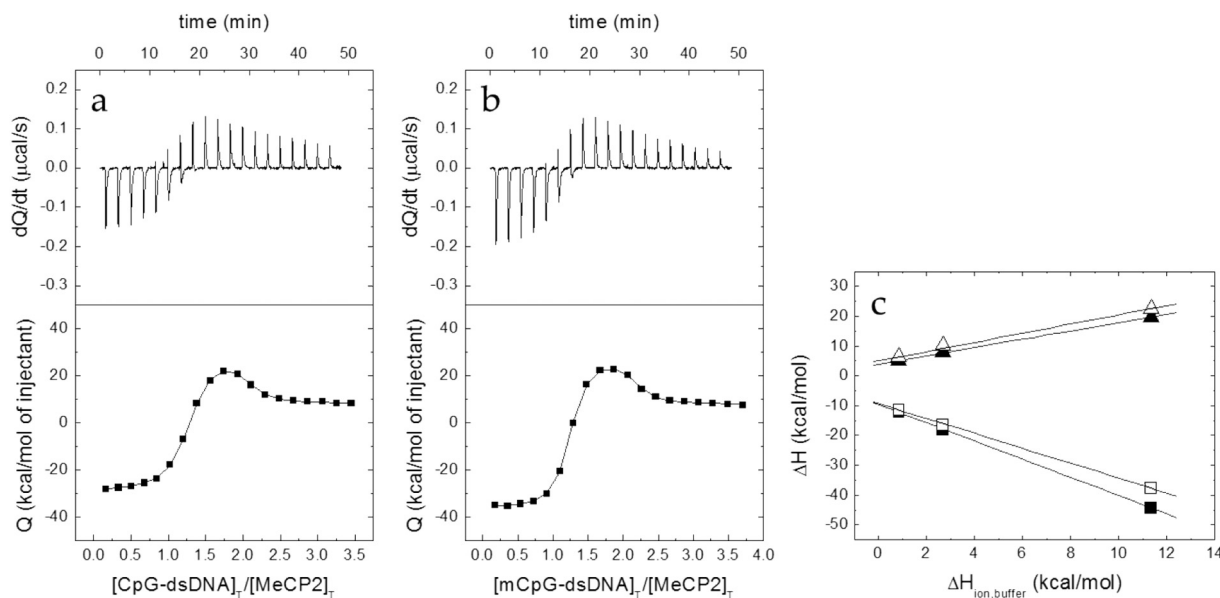 time (min)
0 10 20 30 40 50
a
0.2
0.1
0.0
-0.1
-0.2
-0.3
dQ/dt (μcal/s)
40
20
0
-20
-40
Q (kcal/mol of injectant)
0.0 0.5 1.0 1.5 2.0 2.5 3.0 3.5
[CpG-dsDNA]T/[MeCP2]T
time (min)
0 10 20 30 40 50
b
0.2
0.1
0.0
-0.1
-0.2
-0.3
dQ/dt (μcal/s)
40
20
0
-20
-40
Q (kcal/mol of injectant)
0.0 0.5 1.0 1.5 2.0 2.5 3.0 3.5 4.0
[mCpG-dsDNA]T/[MeCP2]T
c
30
20
10
0
-10
-20
-30
-40
-50
ΔH (kcal/mol)
0 2 4 6 8 10 12 14
ΔHion,buffer (kcal/mol)